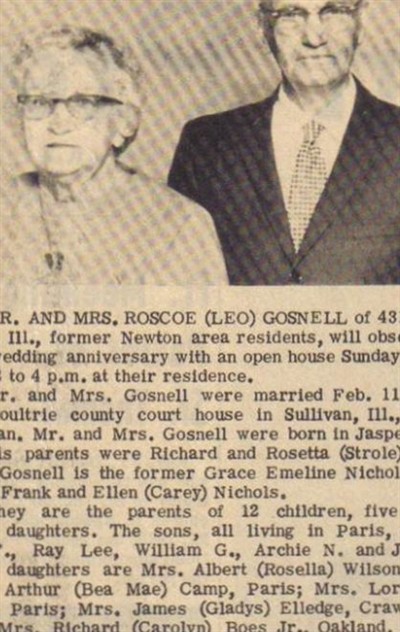 R. AND MRS. ROSCOE (LEO) GOSNELL of 431
Ill., former Newton area residents, will obse
wedding anniversary with an open house Sunday
to 4 p.m. at their residence.
r. and Mrs. Gosnell were married Feb. 11
oultrie county court house in Sullivan, Ill.,
an. Mr. and Mrs. Gosnell were born in Jaspe
is parents were Richard and Rosetta (Strole)
Gosnell is the former Grace Emeline Nichol
Frank and Ellen (Carey) Nichols.
hey are the parents of 12 children, five
daughters. The sons, all living in Paris,
., Ray Lee, William G., Archie N. and J
daughters are Mrs. Albert (Rosella) Wilson
Arthur (Bea Mae) Camp, Paris; Mrs. Lor
Paris; Mrs. James (Gladys) Elledge, Craw
Mrs. Richard (Carolyn) Boes Jr., Oakland,